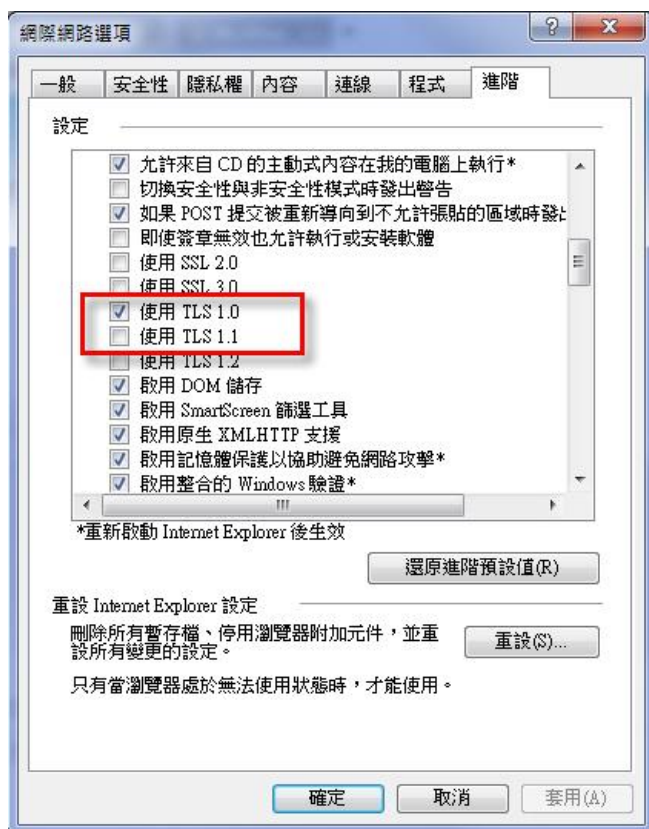 網際網路選項
一般 安全性 隱私權 內容 連線 程式 進階
設定
允許來自 CD 的主動式內容在我的電腦上執行*
切換安全性與非安全性模式時發出警告
如果 POST 提交被重新導向到不允許張貼的區域時發
即使簽章無效也允許執行或安裝軟體
使用 SSL 2.0
使用 SSL 3.0
使用 TLS 1.0
使用 TLS 1.1
使用 TLS 1.2
啟用 DOM 儲存
啟用 SmartScreen 篩選工具
啟用原生 XMLHTTP 支援
啟用記憶體保護以協助避免網路攻擊*
啟用整合的 Windows 驗證*
*重新啟動 Internet Explorer 後生效
還原進階預設值(R)
重設 Internet Explorer 設定
刪除所有暫存檔、停用瀏覽器附加元件，並重
設所有變更的設定。
重設(S)...
只有當瀏覽器處於無法使用狀態時，才能使用。
確定 取消 套用(A)